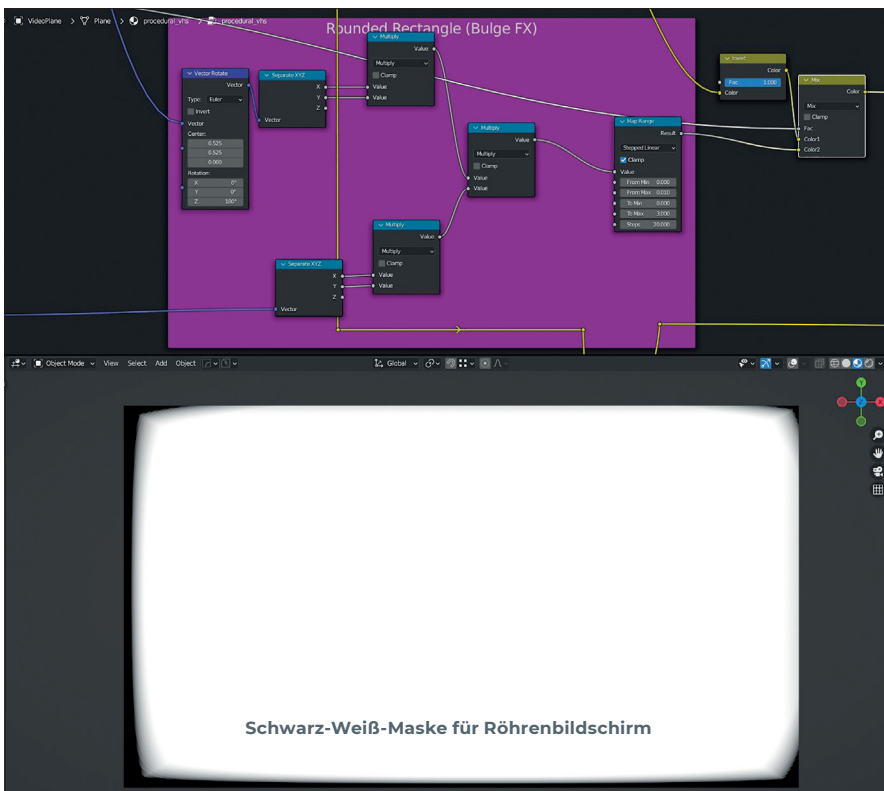 VideoPlane > Plane > procedural_vhs > procedural_vhs
Rounded Rectangle (Bulge FX)
Vector Rotate
Vector
Type: Euler
Invert
Vector
Center:
0.525
0.525
0.000
Rotation:
X 0°
Y 0°
Z 180°
Separate XYZ
X
Y
Z
Vector
Multiply
Value
Multiply
Clamp
Value
Value
Multiply
Value
Multiply
Clamp
Value
Value
Multiply
Value
Multiply
Clamp
Value
Value
Separate XYZ
X
Y
Z
Vector
Map Range
Result
Stepped Linear
Clamp
Value
From Min 0.000
From Max 0.010
To Min 0.000
To Max 3.000
Steps 20.000
Invert
Color
Fac 1.000
Color
Mix
Color
Mix
Clamp
Fac
Color1
Color2
Object Mode View Select Add Object Global
Y
Z
X
Schwarz-Weiß-Maske für Röhrenbildschirm